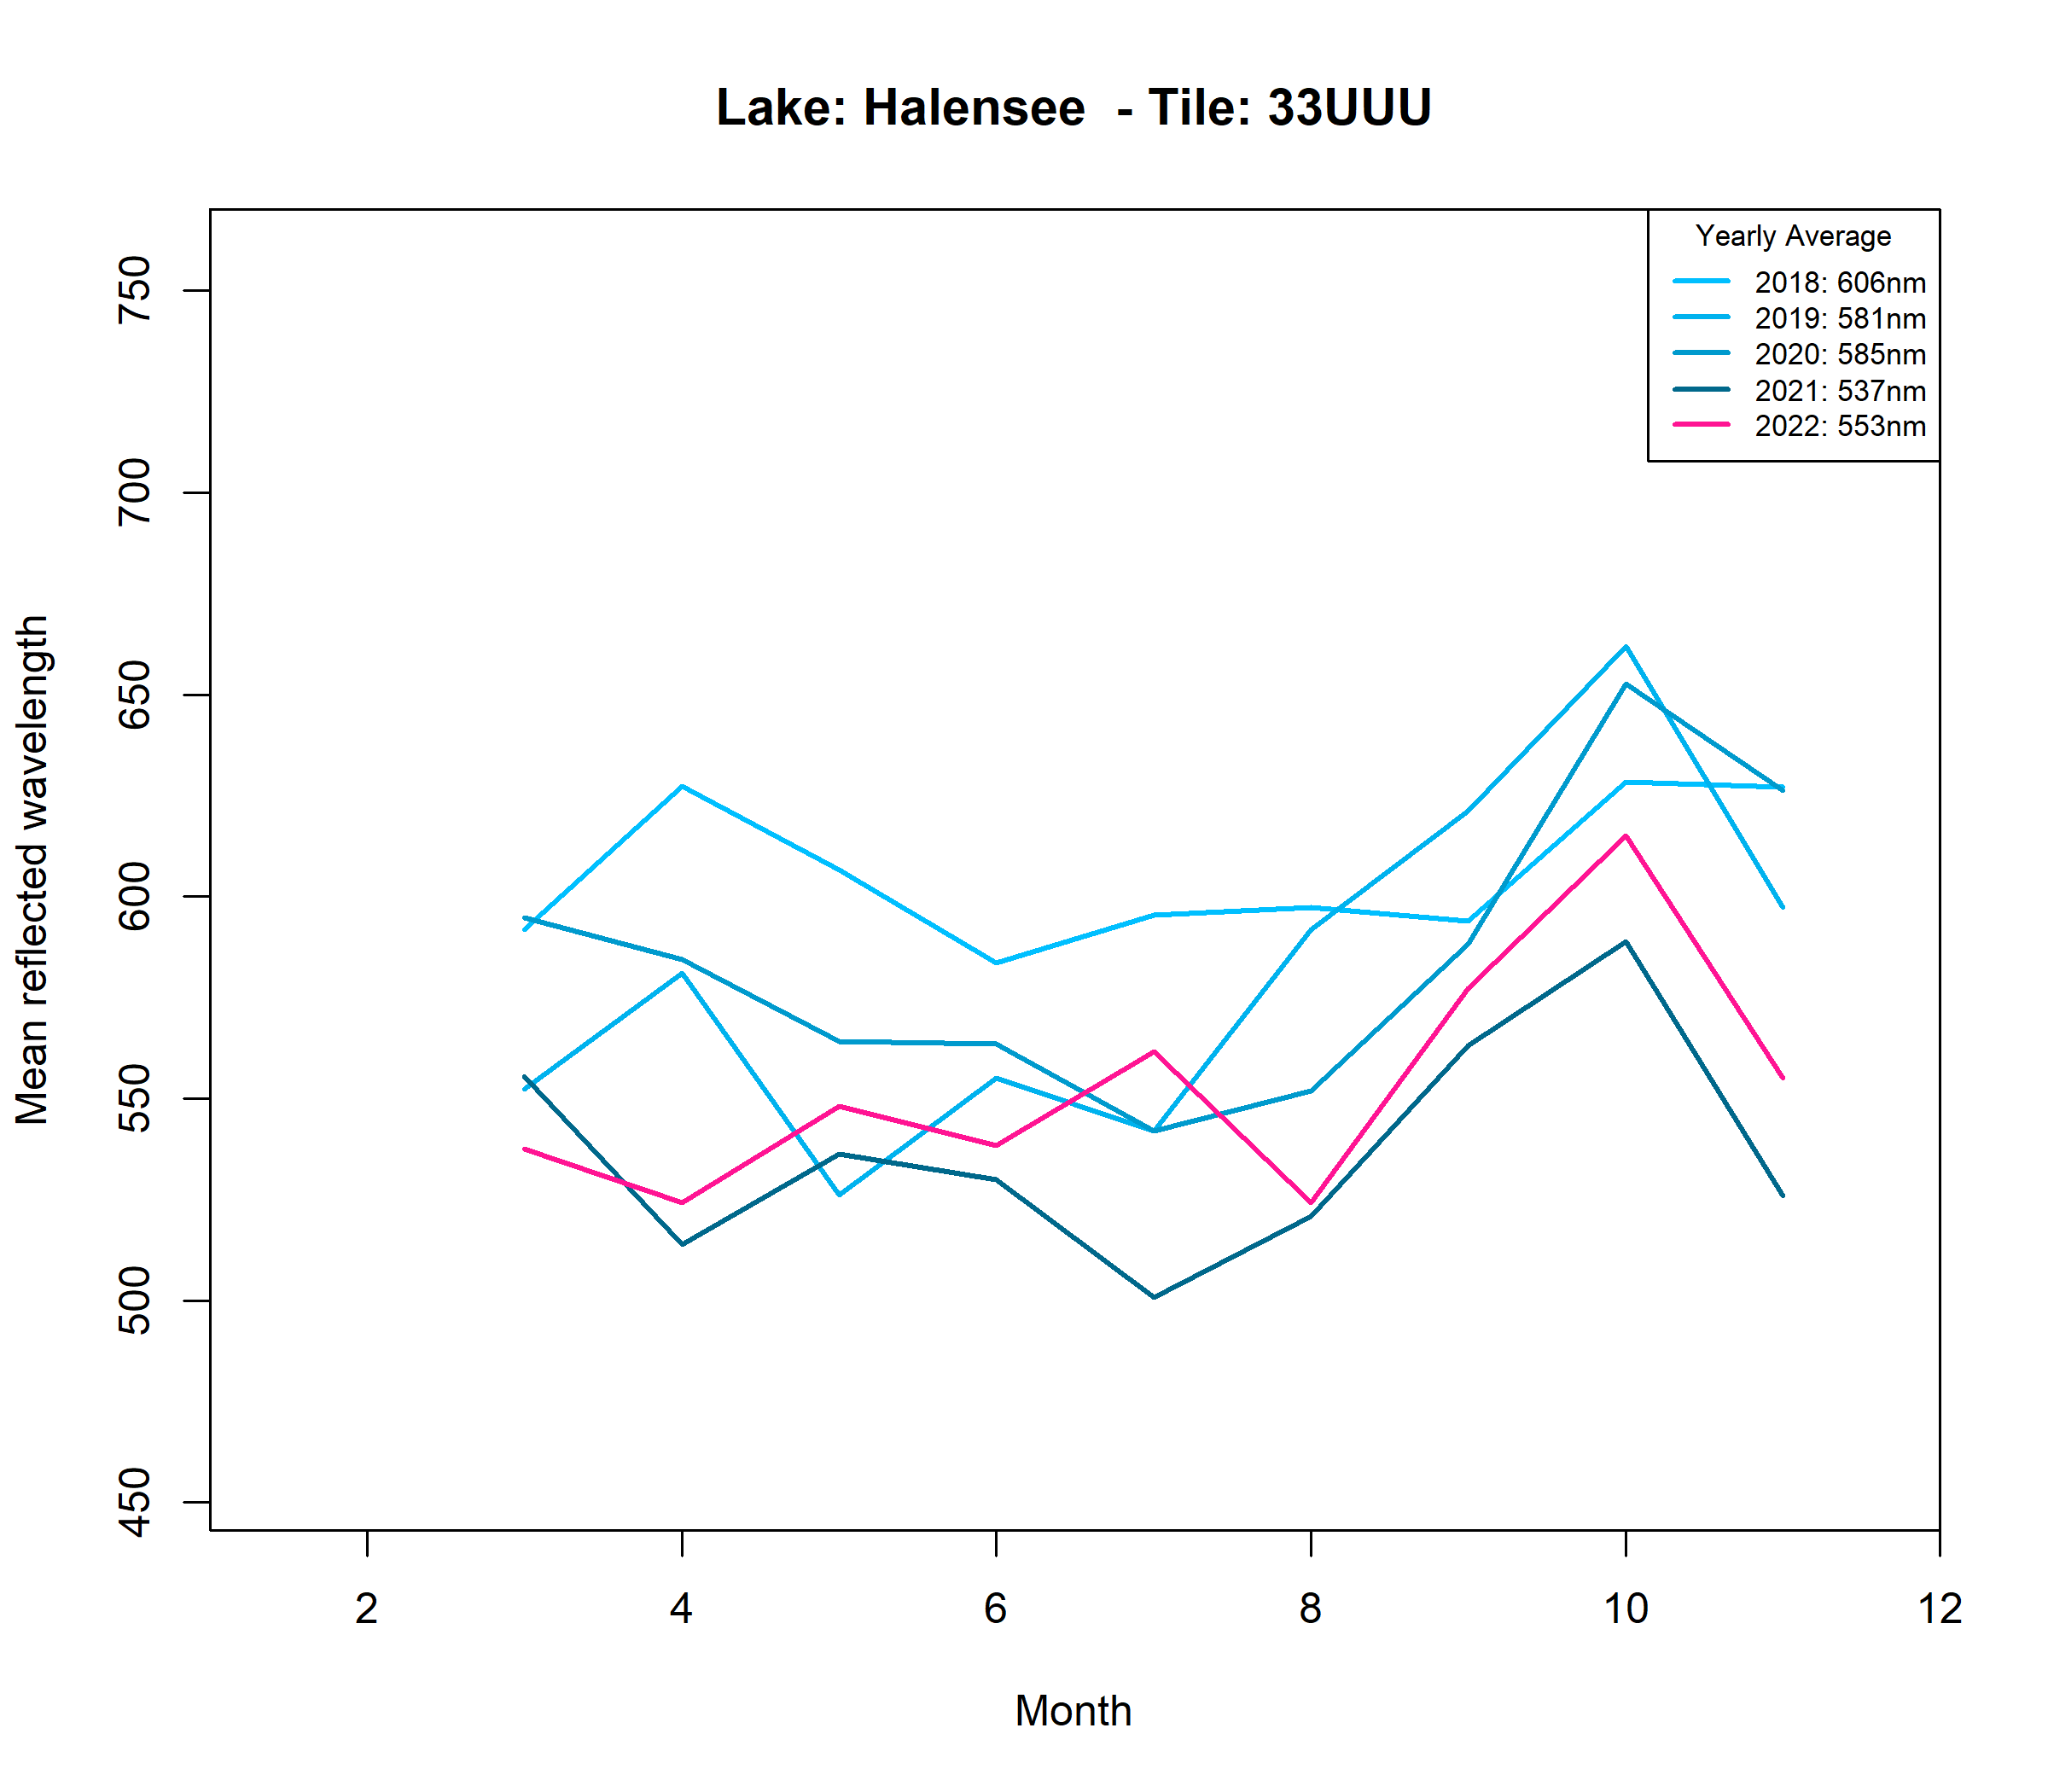 Lake: Halensee  - Tile: 33UUU
Yearly Average
2018: 606nm
2019: 581nm
2020: 585nm
2021: 537nm
2022: 553nm
Mean reflected wavelength
750
700
650
600
550
500
450
2 4 6 8 10 12
Month